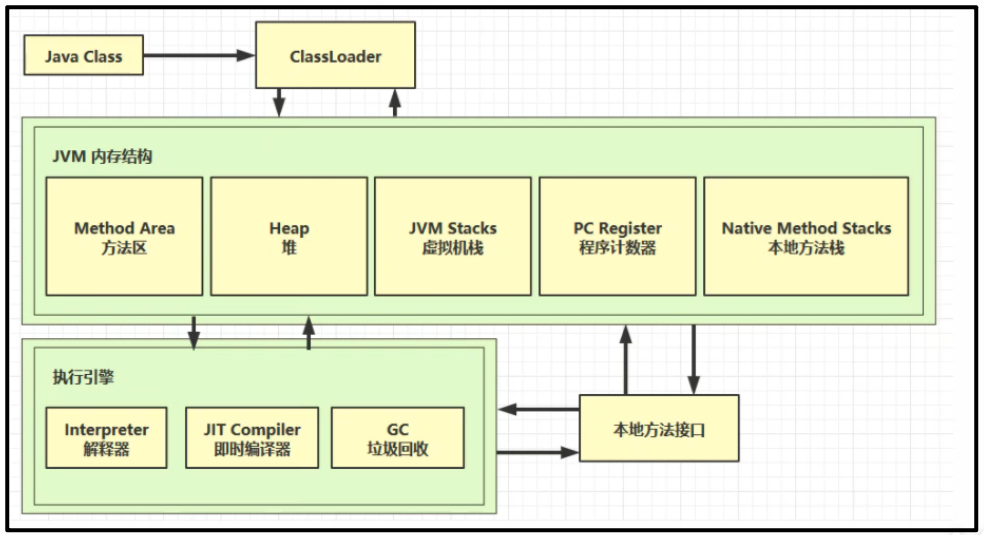 Java Class
ClassLoader
JVM 内存结构
Method Area
方法区
Heap
堆
JVM Stacks
虚拟机栈
PC Register
程序计数器
Native Method Stacks
本地方法栈
执行引擎
Interpreter
解释器
JIT Compiler
即时编译器
GC
垃圾回收
本地方法接口